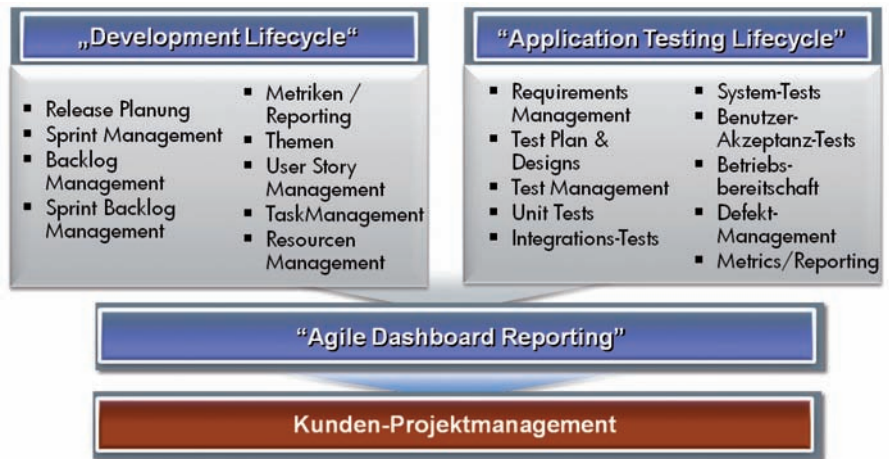 „Development Lifecycle“
▪ Release Planung
▪ Sprint Management
▪ Backlog
Management
▪ Sprint Backlog
Management
▪ Metriken /
Reporting
▪ Themen
▪ User Story
Management
▪ TaskManagement
▪ Resourcen
Management
“Application Testing Lifecycle”
▪ Requirements
Management
▪ Test Plan &
Designs
▪ Test Management
▪ Unit Tests
▪ Integrations-Tests
▪ System-Tests
▪ Benutzer-
Akzeptanz-Tests
▪ Betriebs-
bereitschaft
▪ Defekt-
Management
▪ Metrics/Reporting
“Agile Dashboard Reporting”
Kunden-Projektmanagement